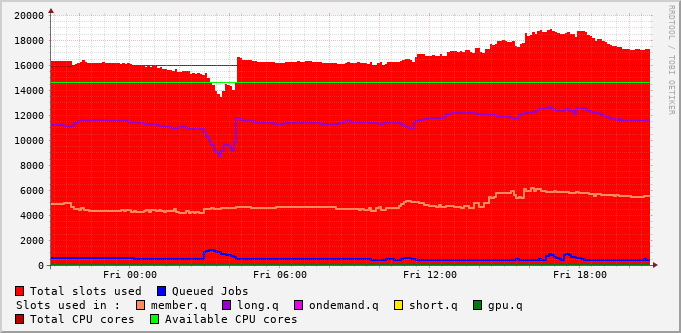 20000
18000
16000
14000
12000
10000
8000
6000
4000
2000
0
Fri 00:00 Fri 06:00 Fri 12:00 Fri 18:00
RRDTOOL / TOBI OETIKER
Total slots used Queued Jobs
Slots used in : member.q long.q ondemand.q short.q gpu.q
Total CPU cores Available CPU cores